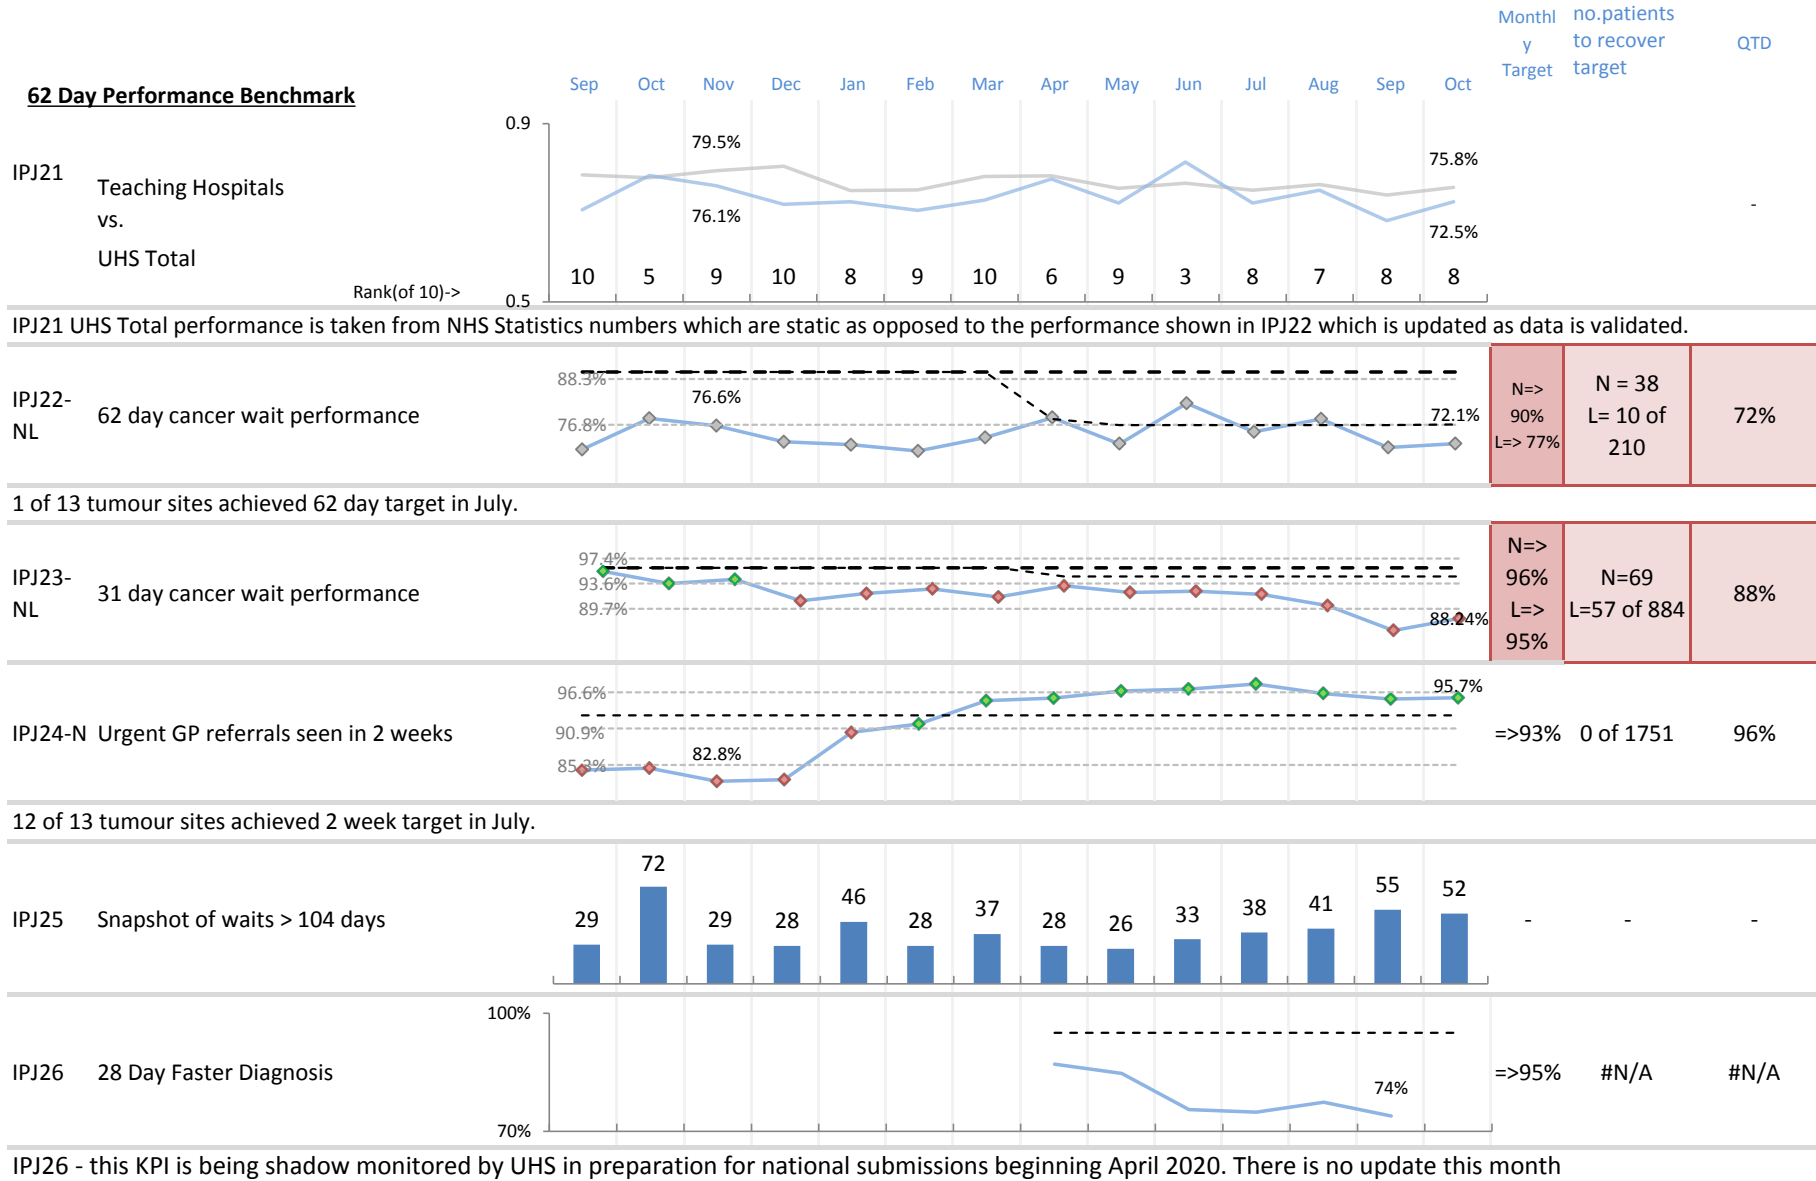 Monthl
y
Target
no.patients
to recover
target
QTD
62 Day Performance Benchmark
Sep Oct Nov Dec Jan Feb Mar Apr May Jun Jul Aug Sep Oct
0.9
79.5%
75.8%
IPJ21
Teaching Hospitals
vs.
UHS Total
76.1%
72.5%
-
Rank(of 10)->
10 5 9 10 8 9 10 6 9 3 8 7 8 8
0.5
IPJ21 UHS Total performance is taken from NHS Statistics numbers which are static as opposed to the performance shown in IPJ22 which is updated as data is validated.
IPJ22-
NL
62 day cancer wait performance
88.3%
76.8%
76.6%
72.1%
N=>
90%
L=> 77%
N = 38
L= 10 of
210
72%
1 of 13 tumour sites achieved 62 day target in July.
IPJ23-
NL
31 day cancer wait performance
97.4%
93.6%
89.7%
88.24%
N=>
96%
L=>
95%
N=69
L=57 of 884
88%
IPJ24-N Urgent GP referrals seen in 2 weeks
96.6%
90.9%
85.3%
82.8%
95.7%
=>93%
0 of 1751
96%
12 of 13 tumour sites achieved 2 week target in July.
IPJ25 Snapshot of waits > 104 days
29 72 29 28 46 28 37 28 26 33 38 41 55 52
- - -
IPJ26 28 Day Faster Diagnosis
100%
70%
74%
=>95%
#N/A
#N/A
IPJ26 - this KPI is being shadow monitored by UHS in preparation for national submissions beginning April 2020. There is no update this month